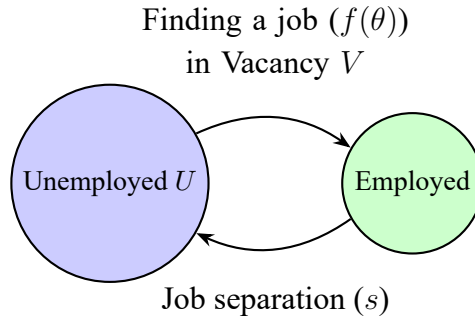 Finding a job (f(θ))
in Vacancy V
Unemployed U
Employed
Job separation (s)